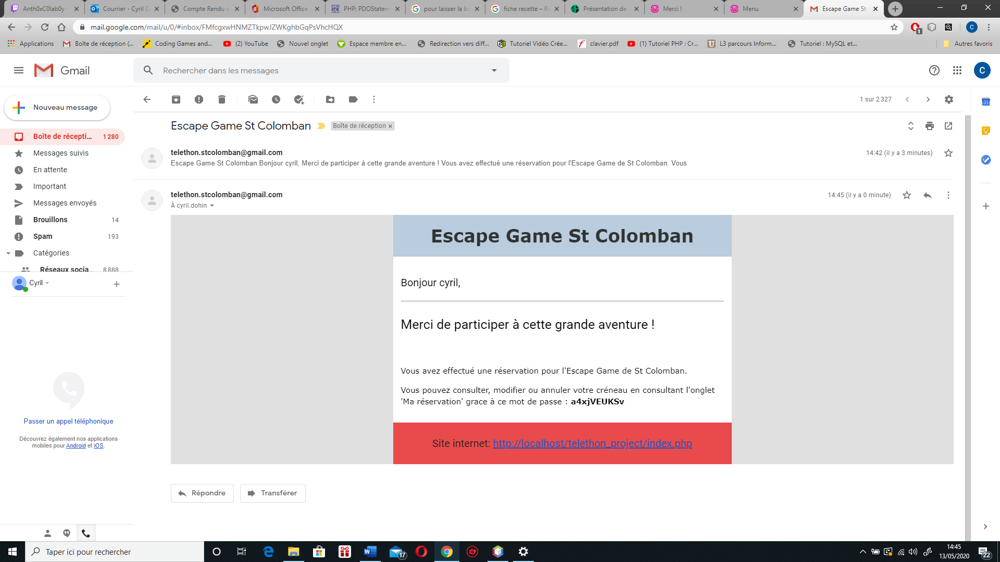 Anth0xC0lab0y -
Courrier - Cyril D
Compte Rendu d
Microsoft Office
PHP: PDOStatem
pour laisser la bo
fiche recette – Re
Présentation de
Merci !
Menu
Escape Game St
mail.google.com/mail/u/0/#inbox/FMfcgxwHNMZTkpwJZWKghbGqPsVhcHQX
1
C
Applications
Boîte de réception (...
Coding Games and...
(2) YouTube
Nouvel onglet
Espace membre en...
Redirection vers diff...
Tutoriel Vidéo Crée...
clavier.pdf
(1) Tutoriel PHP : Cr...
L3 parcours Inform...
Tutoriel : MySQL et...
Autres favoris
Gmail
Rechercher dans les messages
C
Nouveau message
1 sur 2 327
31
Escape Game St Colomban
Boîte de réception ×
Boîte de récepti... 1 280
Messages suivis
En attente
Important
Messages envoyés
Brouillons 14
Spam 193
Catégories
Réseaux socia... 8 888
Cyril
Passer un appel téléphonique
Découvrez également nos applications
mobiles pour Android et iOS.
telethon.stcolomban@gmail.com
14:42 (il y a 3 minutes)
Escape Game St Colomban Bonjour cyril, Merci de participer à cette grande aventure ! Vous avez effectué une réservation pour l'Escape Game de St Colomban. Vous
telethon.stcolomban@gmail.com
14:45 (il y a 0 minute)
À cyril.dohin
Escape Game St Colomban
Bonjour cyril,
Merci de participer à cette grande aventure !
Vous avez effectué une réservation pour l'Escape Game de St Colomban.
Vous pouvez consulter, modifier ou annuler votre créneau en consultant l'onglet
'Ma réservation' grace à ce mot de passe : a4xjVEUKSv
Site internet: http://localhost/telethon_project/index.php
Répondre
Transférer
Taper ici pour rechercher
17
14:45
13/05/2020
22